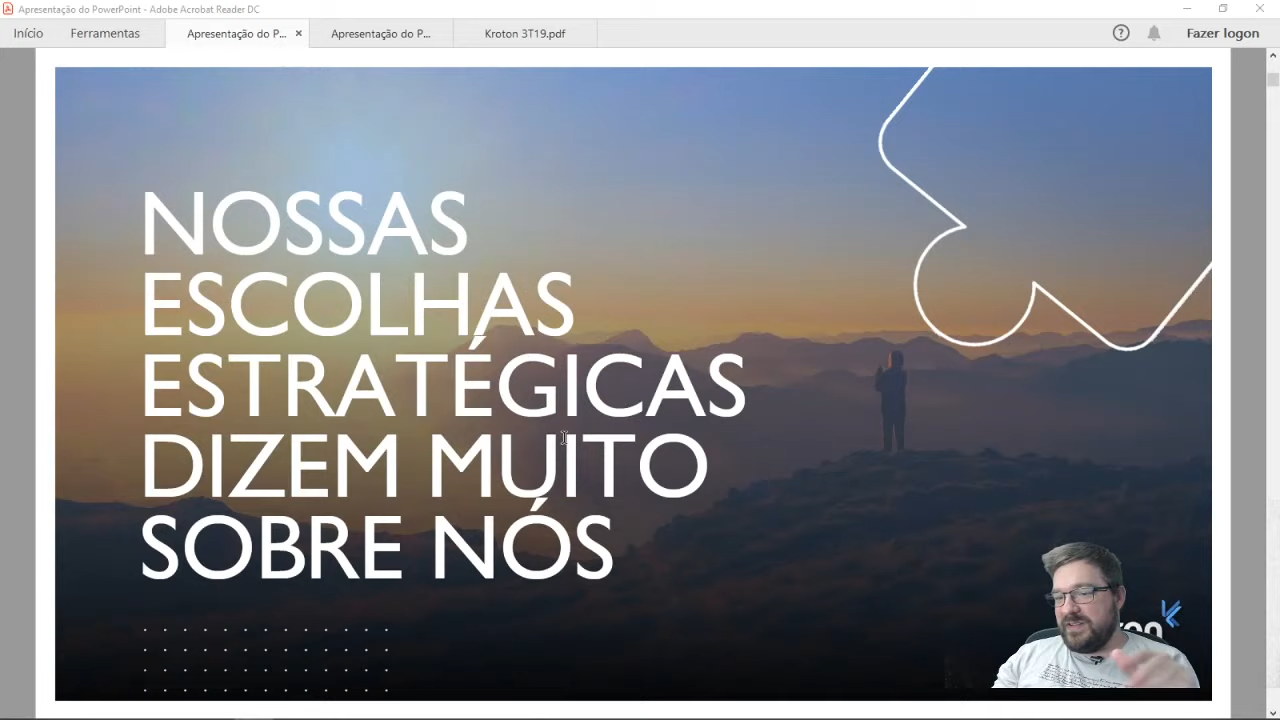 Apresentação do PowerPoint - Adobe Acrobat Reader DC
Início
Ferramentas
Apresentação do P...
Apresentação do P...
Kroton 3T19.pdf
Fazer logon
NOSSAS
ESCOLHAS
ESTRATÉGICAS
DIZEM MUITO
SOBRE NÓS